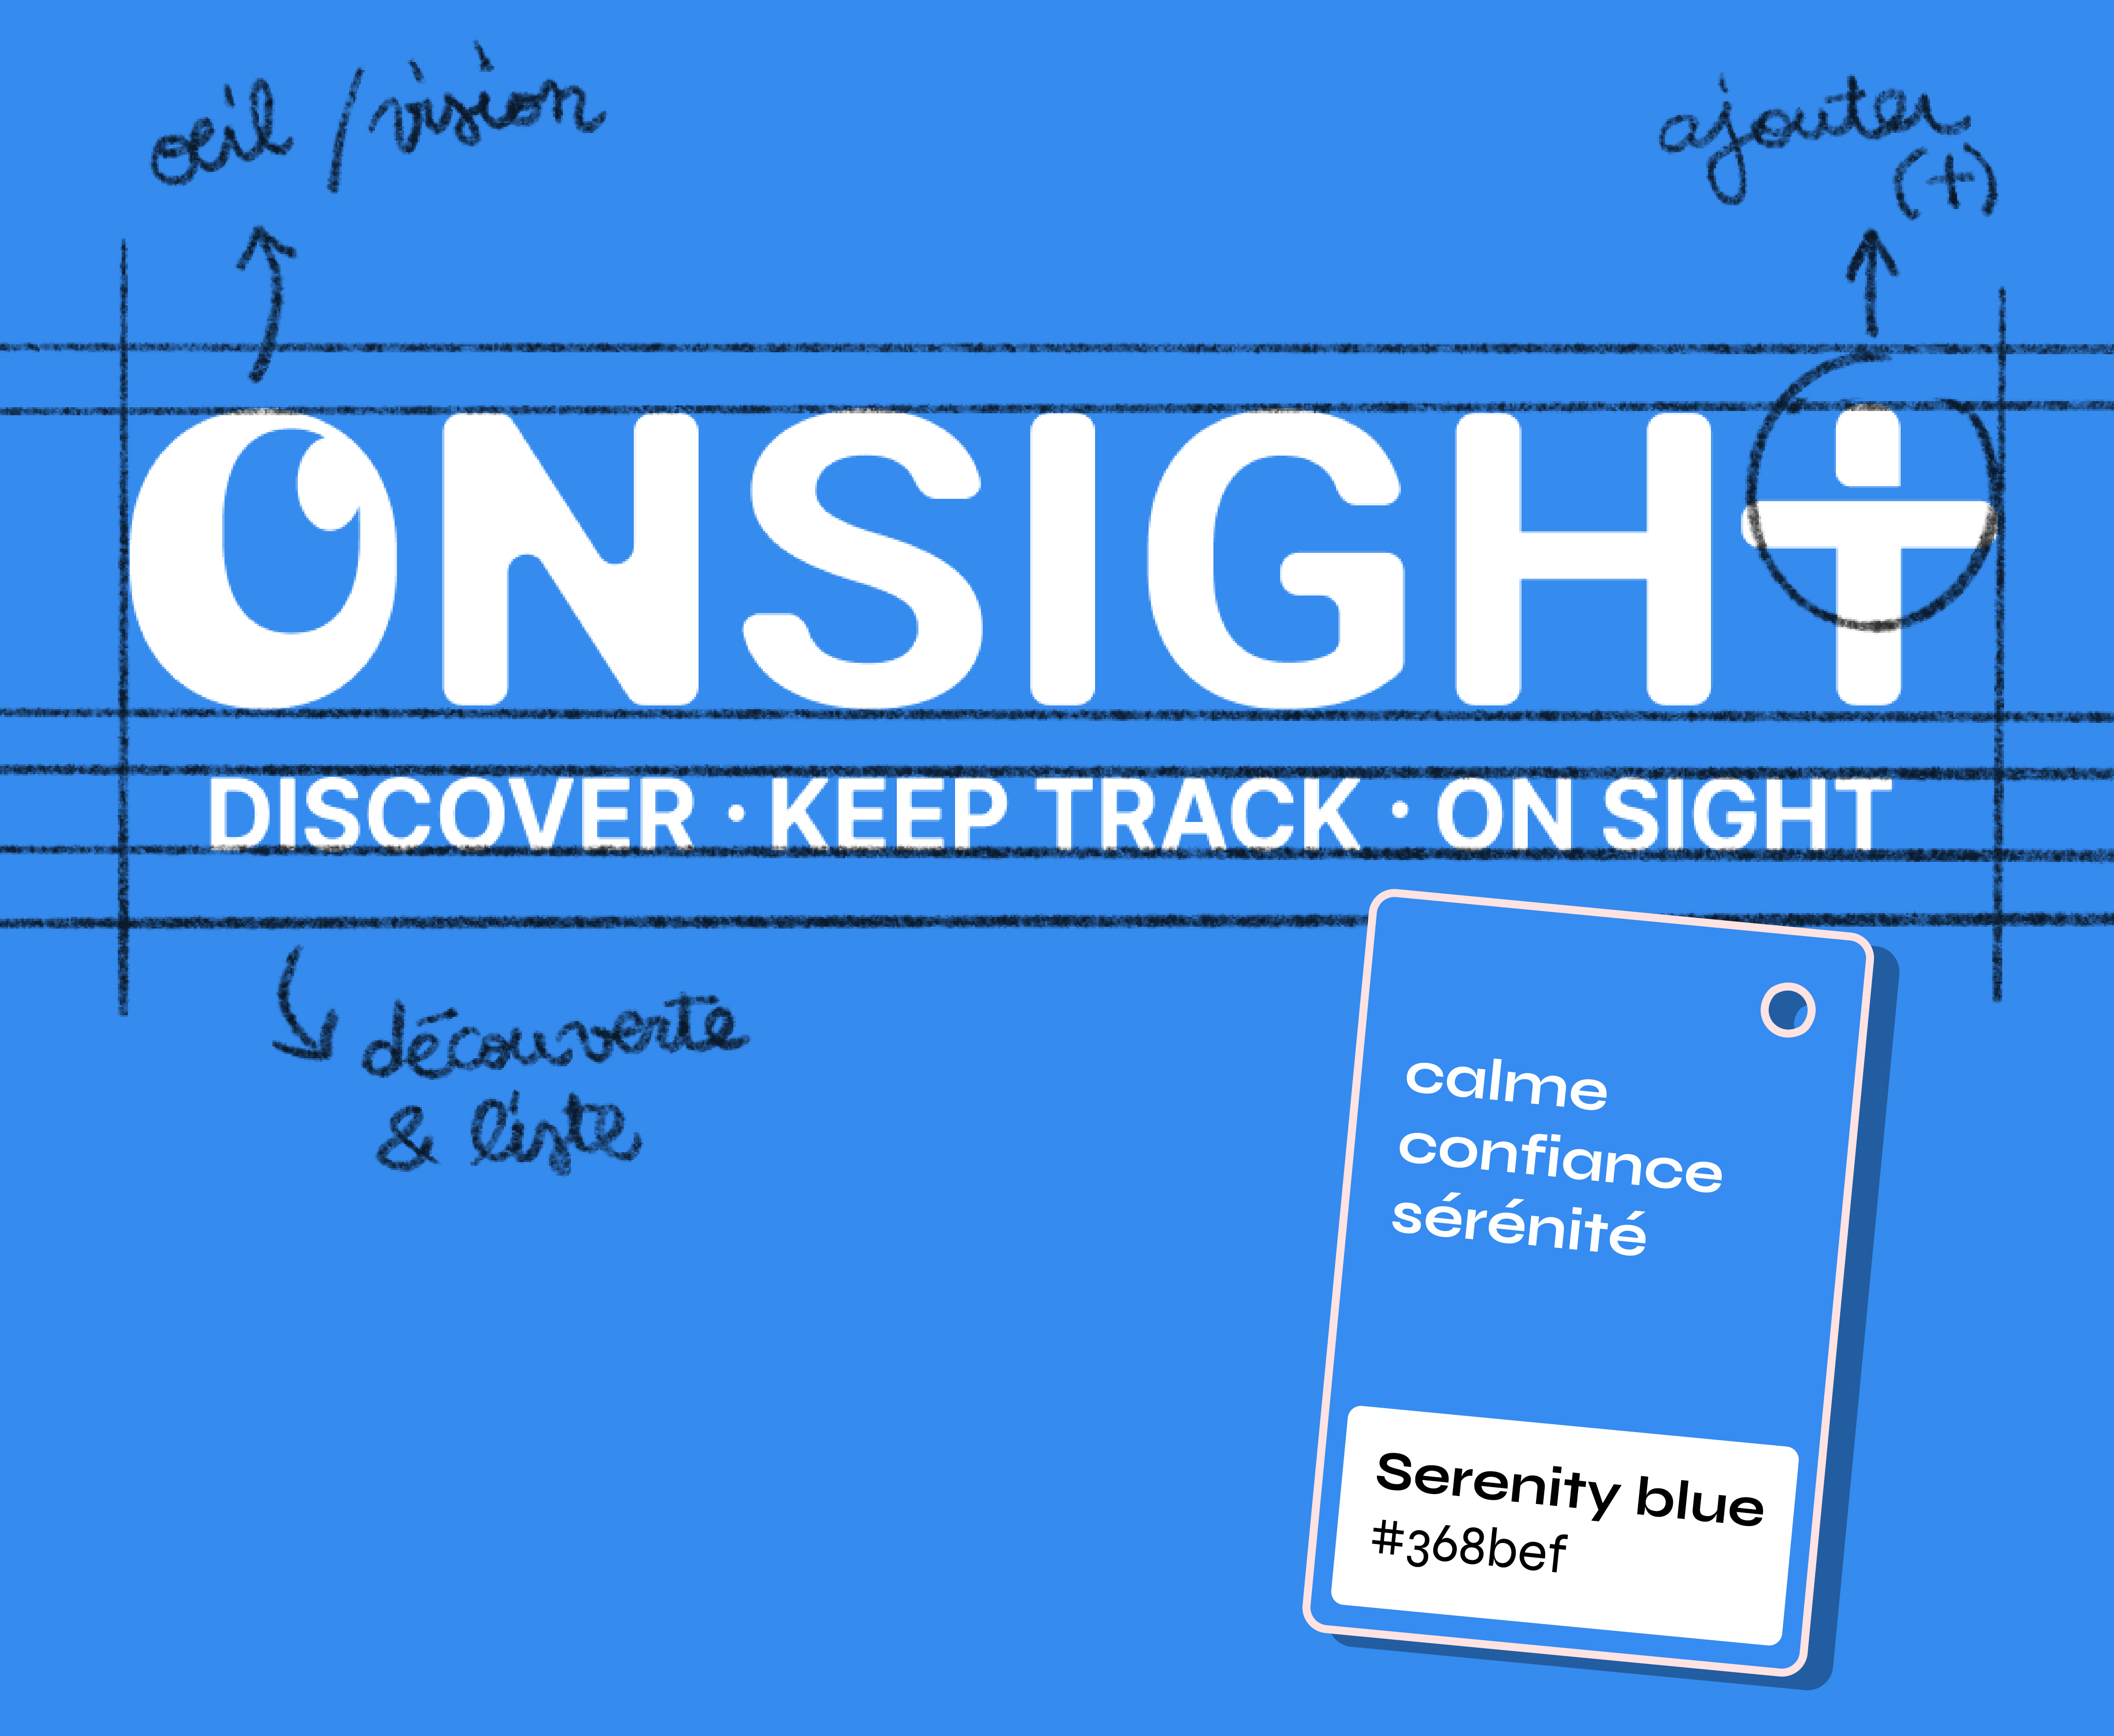 oeil / vision
ajouter
(+)
ONSIGHT
DISCOVER · KEEP TRACK · ON SIGHT
découverte
& liste
calme
confiance
sérénité
Serenity blue
#368bef